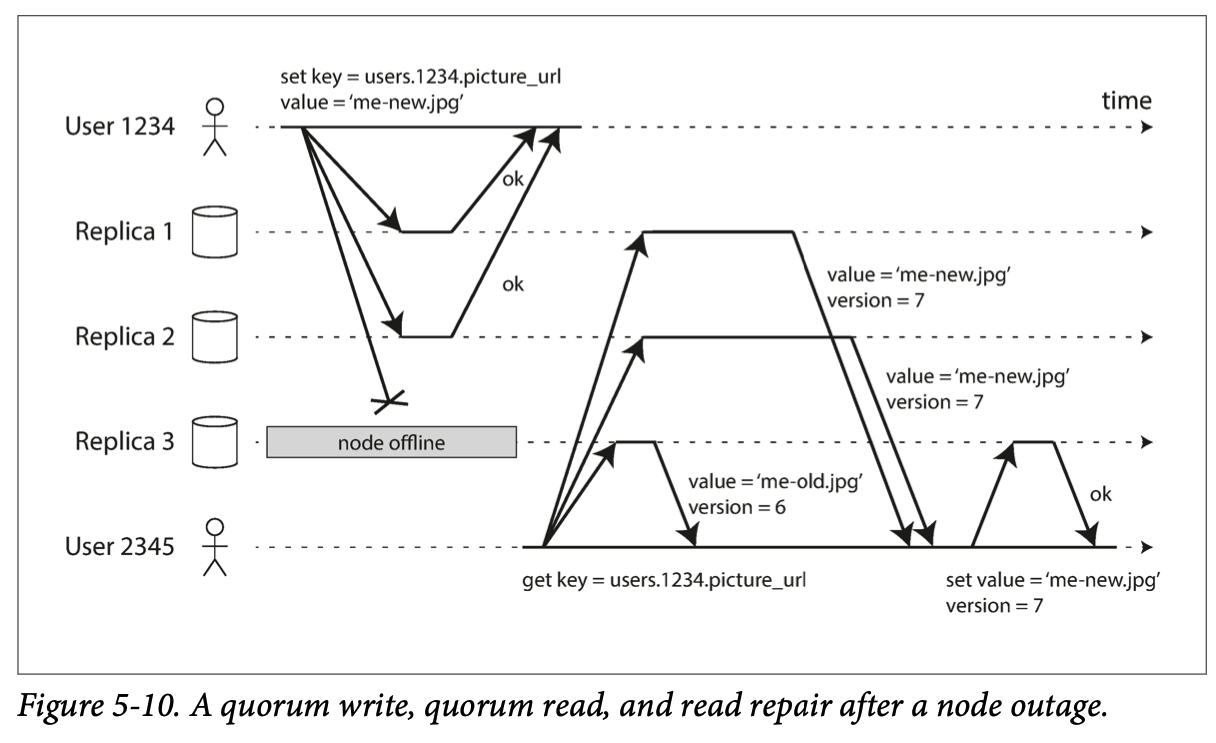 set key = users.1234.picture_url
value = ‘me-new.jpg’
time
User 1234
ok
Replica 1
value = ‘me-new.jpg’
version = 7
ok
Replica 2
value = ‘me-new.jpg’
version = 7
Replica 3
node offline
value = ‘me-old.jpg’
version = 6
ok
User 2345
get key = users.1234.picture_url
set value = ‘me-new.jpg’
version = 7
Figure 5-10. A quorum write, quorum read, and read repair after a node outage.